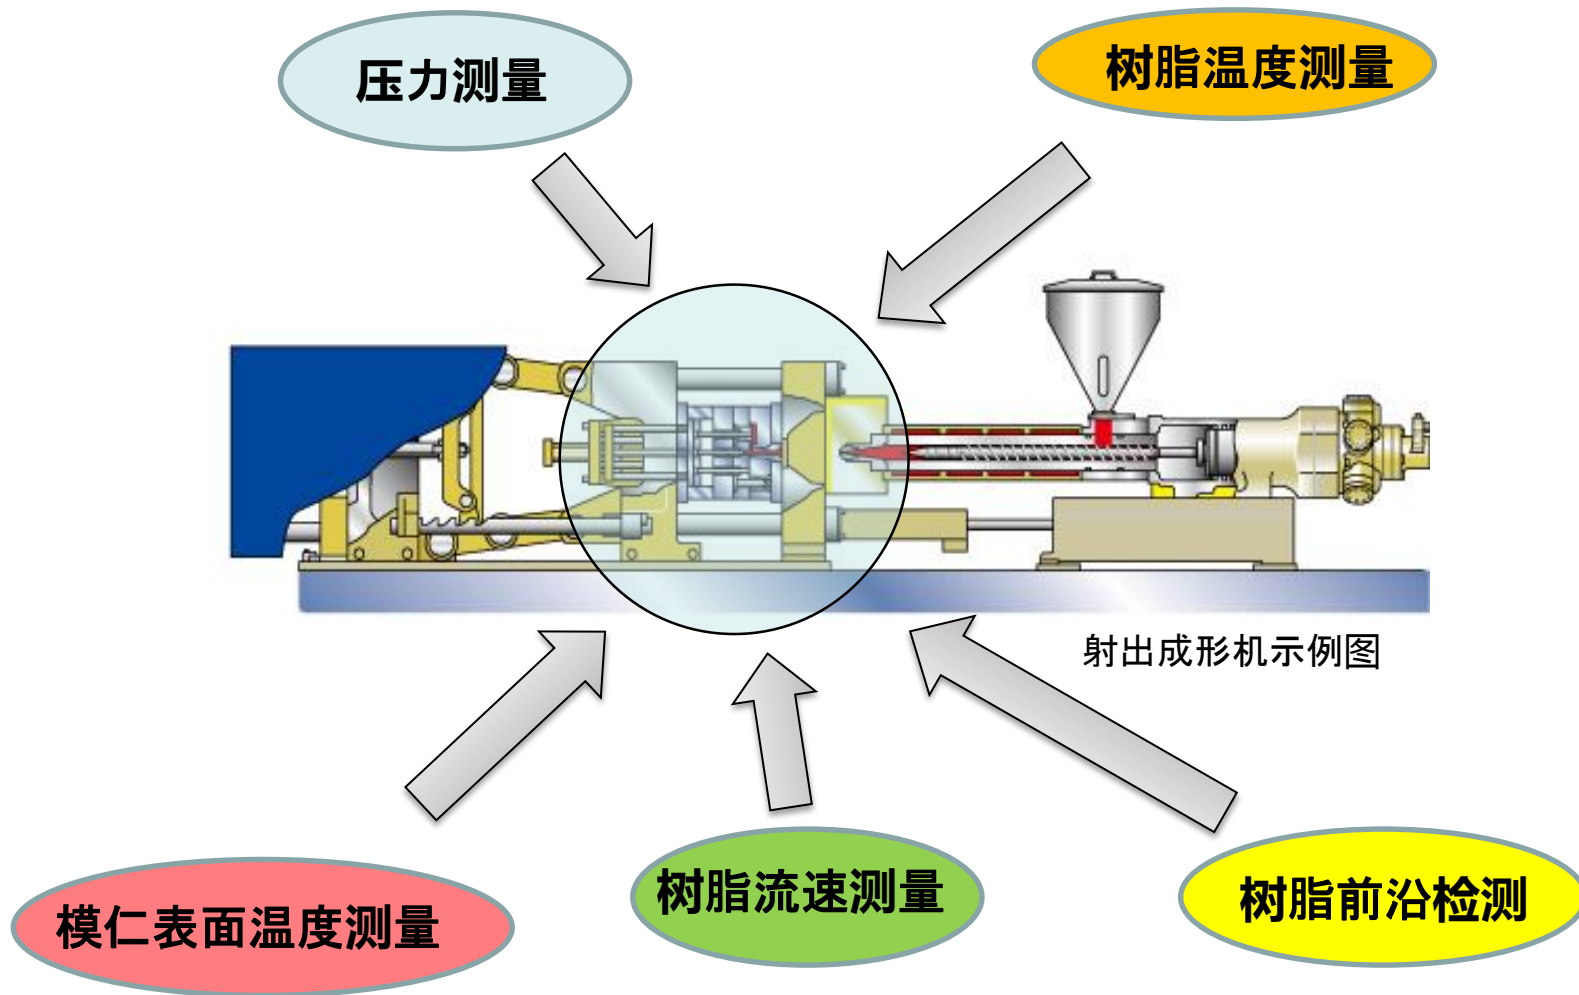 压力测量
树脂温度测量
射出成形机示例图
模仁表面温度测量
树脂流速测量
树脂前沿检测